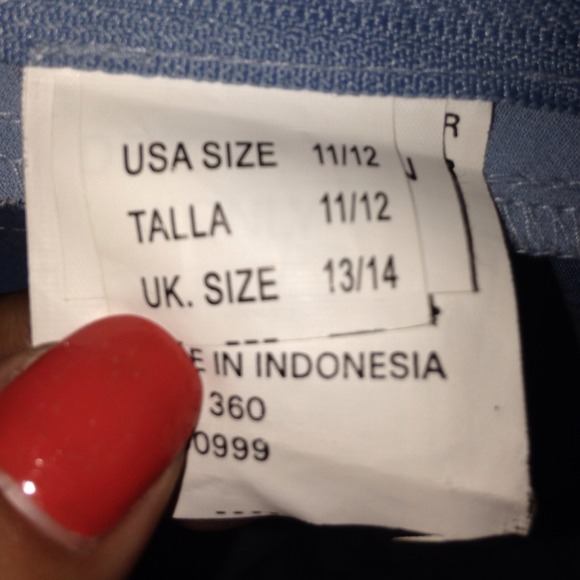 R
USA SIZE 11/12
TALLA 11/12
UK. SIZE 13/14
E IN INDONESIA
360
0999